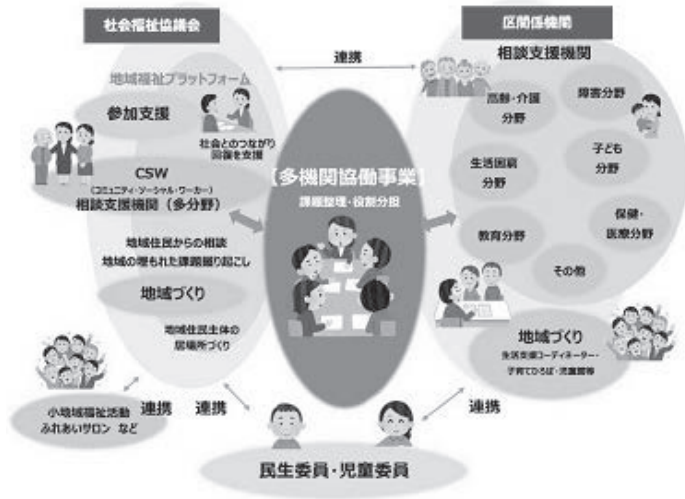 社会福祉協議会
地域福祉プラットフォーム
参加支援
社会とのつながり
回復を支援
CSW
(コミュニティ・ソーシャル・ワーカー)
相談支援機関（多分野）
地域住民からの相談
地域の埋もれた課題掘り起こし
地域づくり
地域住民主体の
居場所づくり
小地域福祉活動
ふれあいサロン など
連携
連携
連携
【多機関協働事業】
課題整理・役割分担
区関係機関
相談支援機関
高齢・介護
分野
障害分野
生活困窮
分野
子ども
分野
教育分野
保健・
医療分野
その他
地域づくり
生活支援コーディネーター・
子育てひろば・児童館等
連携
民生委員・児童委員